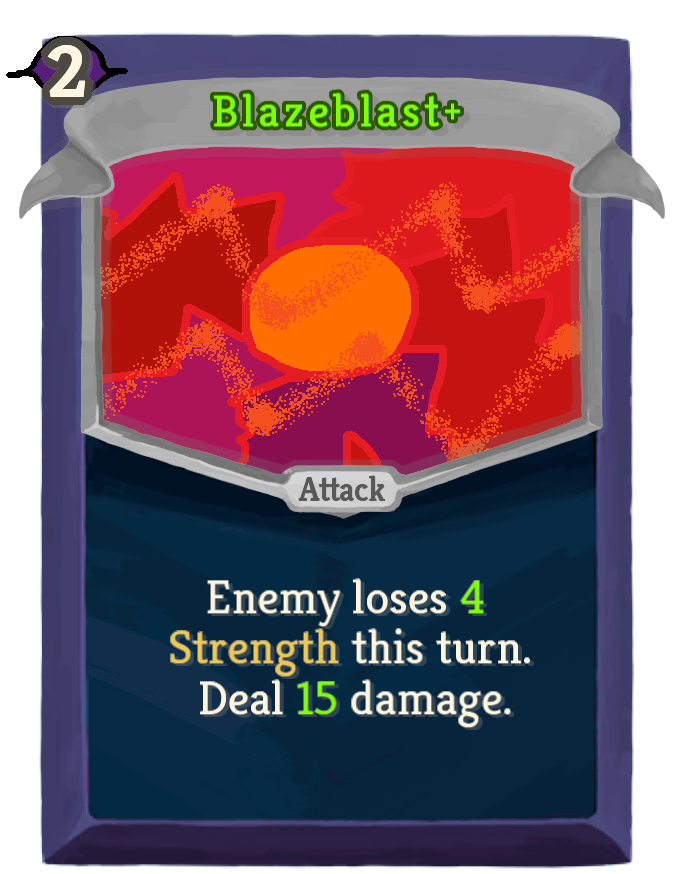 2
Blazeblast+
Attack
Enemy loses 4
Strength this turn.
Deal 15 damage.